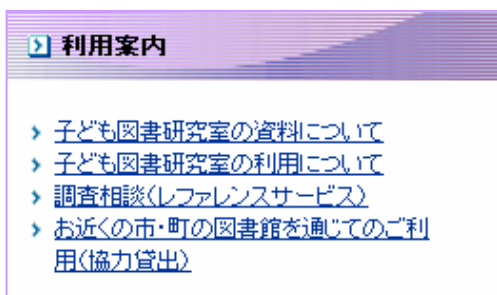 利用案内
子ども図書研究室の資料について
子ども図書研究室の利用について
調査相談(レファレンスサービス)
お近くの市・町の図書館を通じてのご利
用(協力貸出)